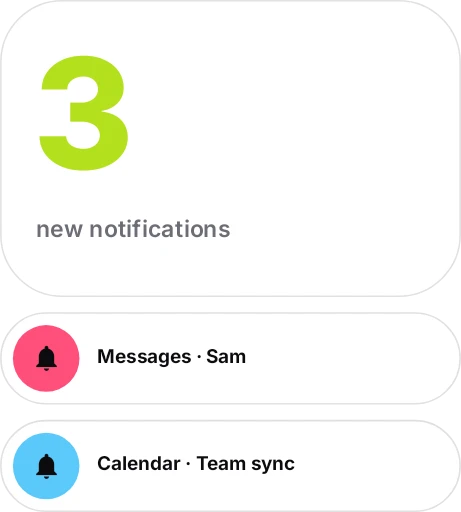 3
new notifications
Messages · Sam
Calendar · Team sync